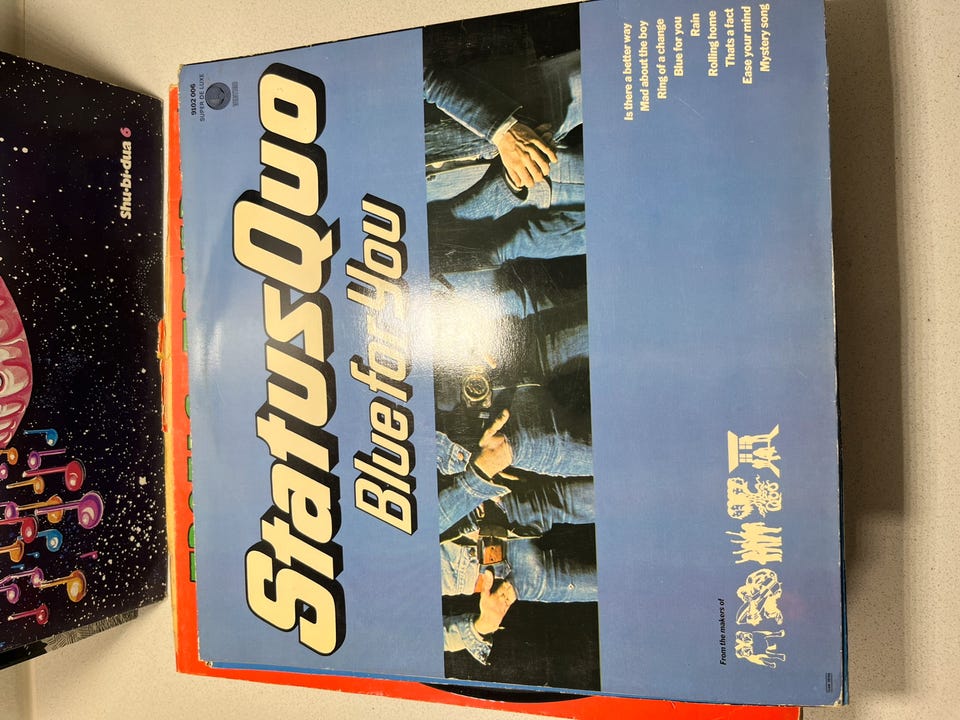 Shu·bi·dua 6
9102 006
SUPER DE LUXE
StatusQuo
Blue for You
Is there a better way
Mad about the boy
Ring of a change
Blue for you
Rain
Rolling home
Thats a fact
Ease your mind
Mystery song
From the makers of